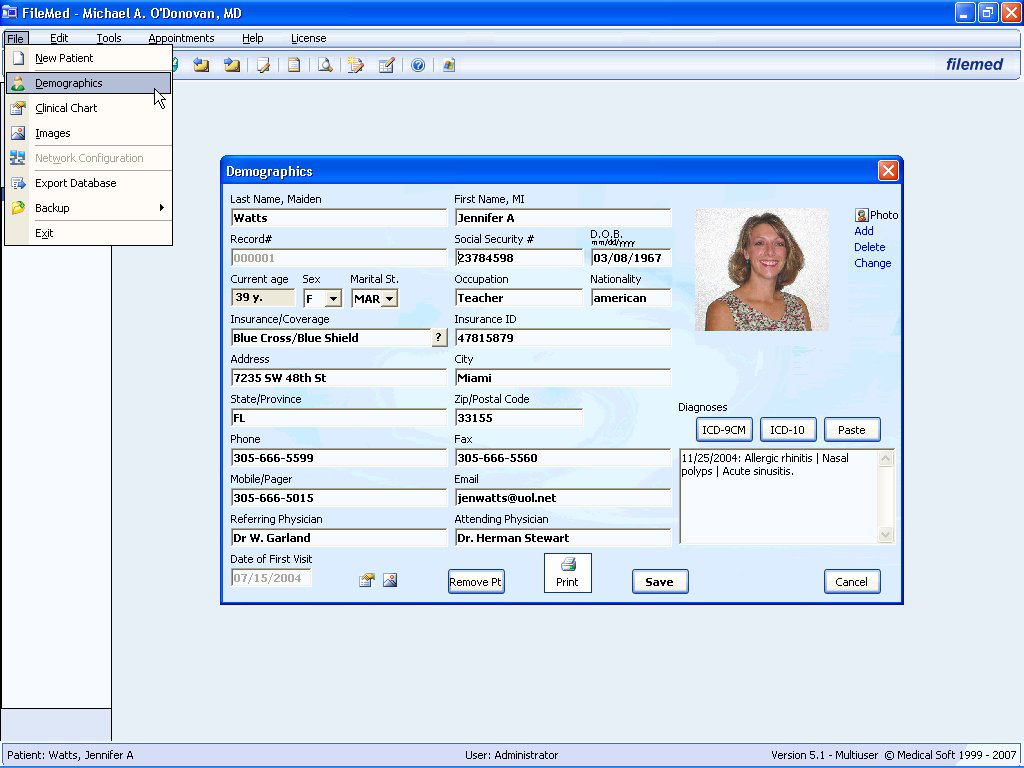 FileMed - Michael A. O'Donovan, MD
File Edit Tools Appointments Help License
filemed
New Patient
Demographics
Clinical Chart
Images
Network Configuration
Export Database
Backup
Exit
Demographics
Last Name, Maiden First Name, MI
Watts Jennifer A
Photo
Add
Delete
Change
Record# Social Security # D.O.B.
mm/dd/yyyy
000001 23784598 03/08/1967
Current age Sex Marital St. Occupation Nationality
39 y. F MAR Teacher american
Insurance/Coverage Insurance ID
Blue Cross/Blue Shield ? 47815879
Address City
7235 SW 48th St Miami
State/Province Zip/Postal Code
FL 33155
Diagnoses
ICD-9CM ICD-10 Paste
11/25/2004: Allergic rhinitis | Nasal
polyps | Acute sinusitis.
Phone Fax
305-666-5599 305-666-5560
Mobile/Pager Email
305-666-5015 jenwatts@uol.net
Referring Physician Attending Physician
Dr W. Garland Dr. Herman Stewart
Date of First Visit
07/15/2004
Remove Pt Print Save Cancel
Patient: Watts, Jennifer A User: Administrator Version 5.1 - Multiuser © Medical Soft 1999 - 2007